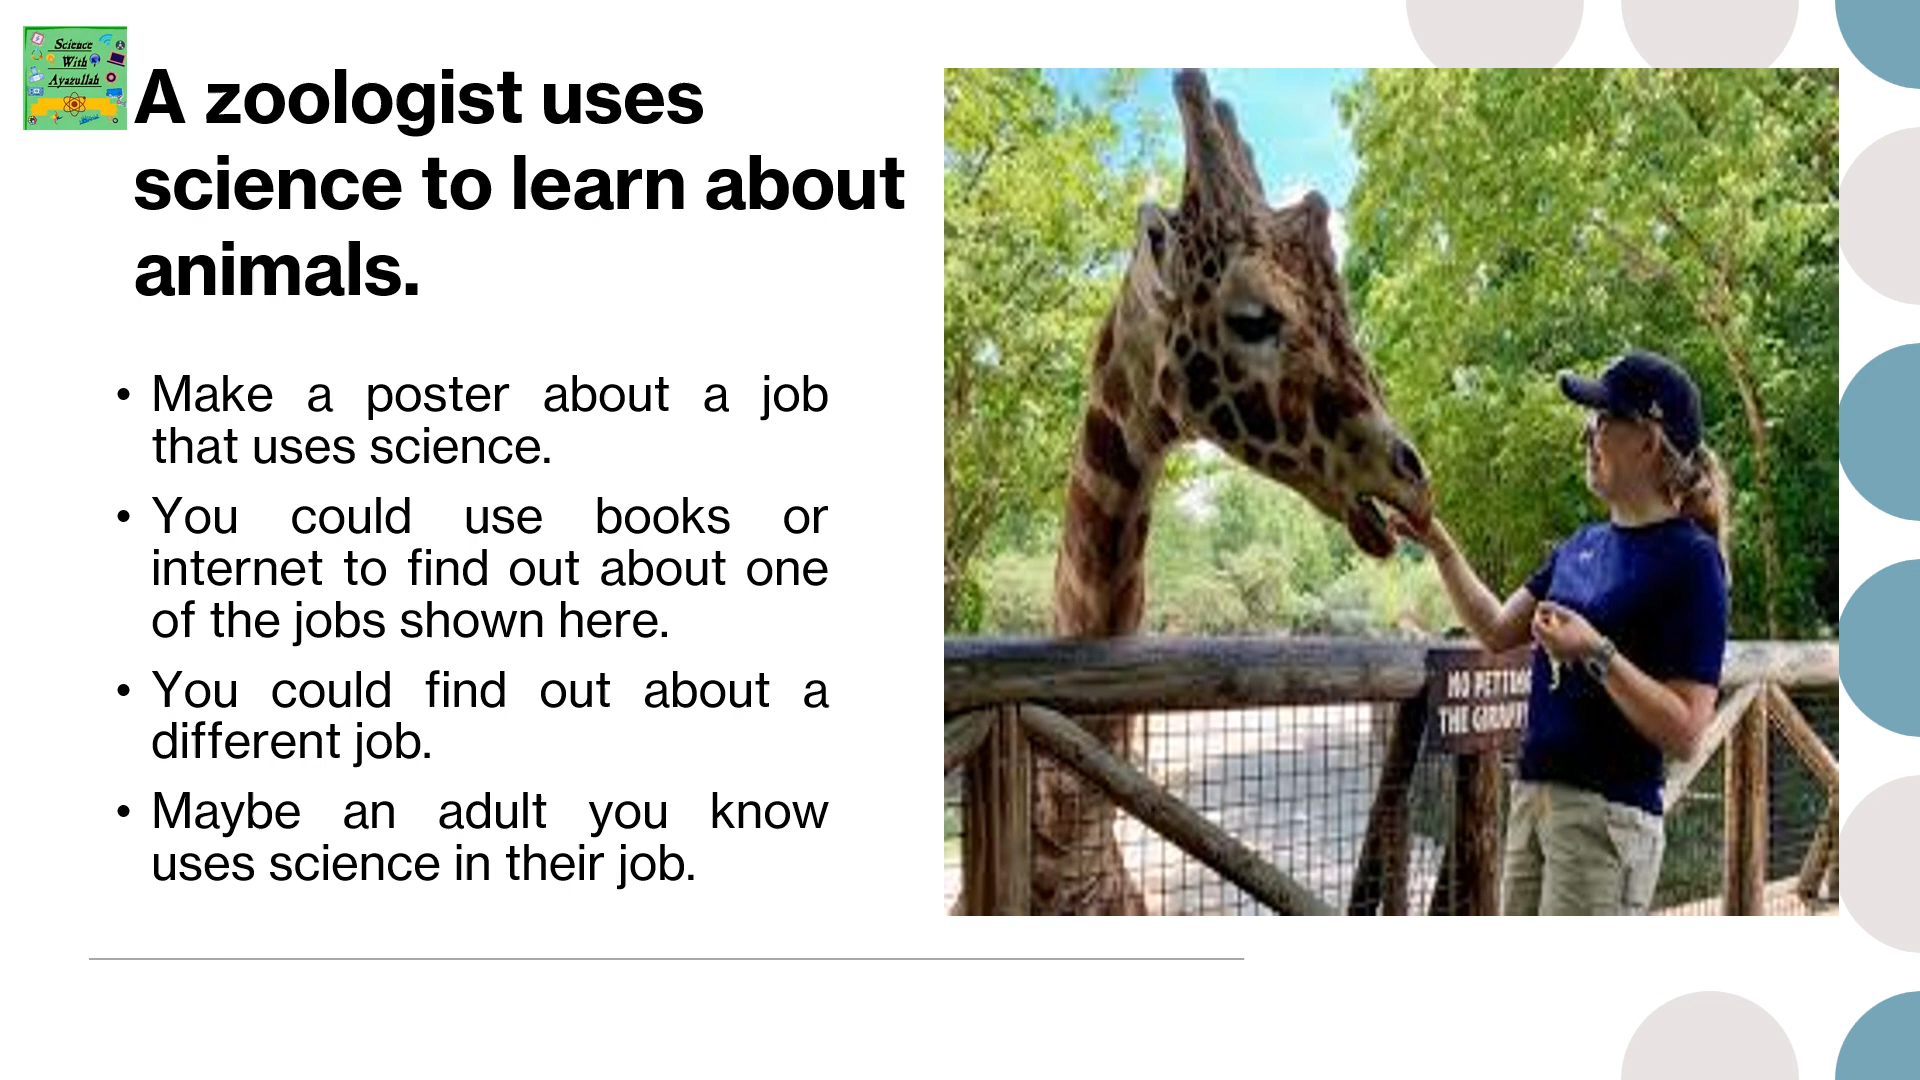 Science
With
Ayazullah
A zoologist uses
science to learn about
animals.
• Make a poster about a job
that uses science.
• You could use books or
internet to find out about one
of the jobs shown here.
• You could find out about a
different job.
• Maybe an adult you know
uses science in their job.
NO PETTING
THE